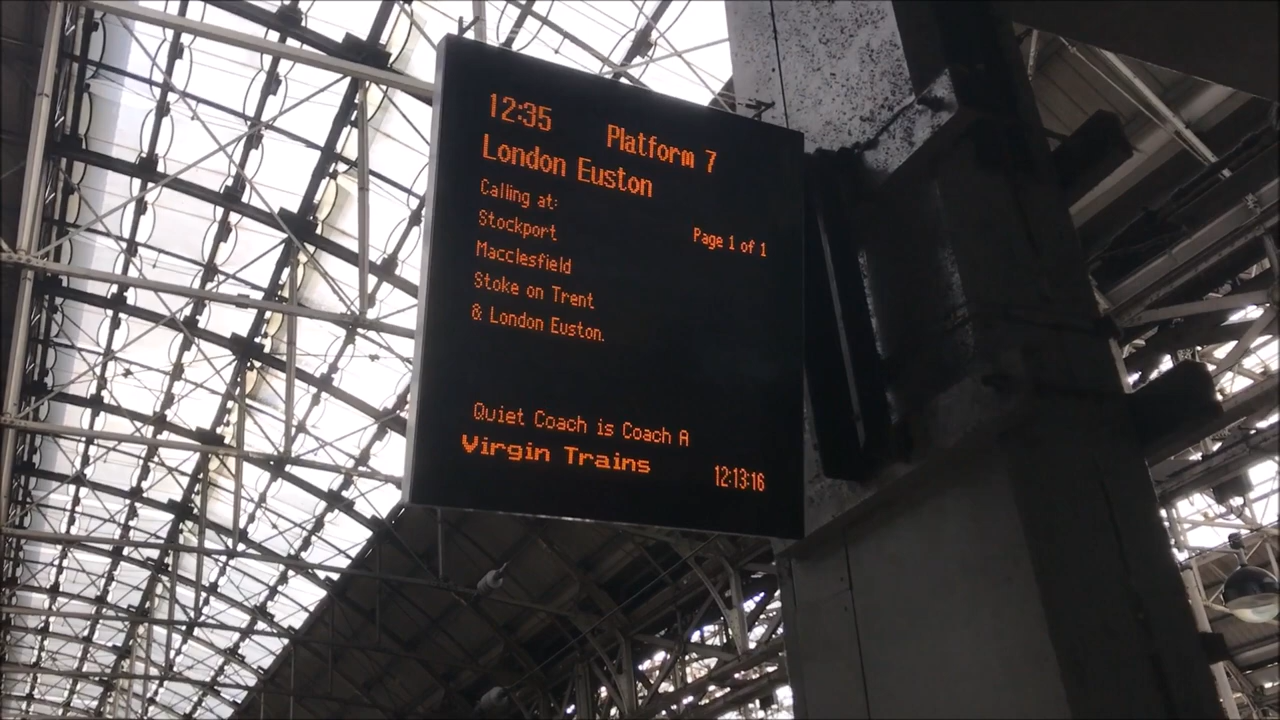 12:35 Platform 7
London Euston
Calling at:
Stockport Page 1 of 1
Macclesfield
Stoke on Trent
& London Euston.
Quiet Coach is Coach A
Virgin Trains 12:13:16